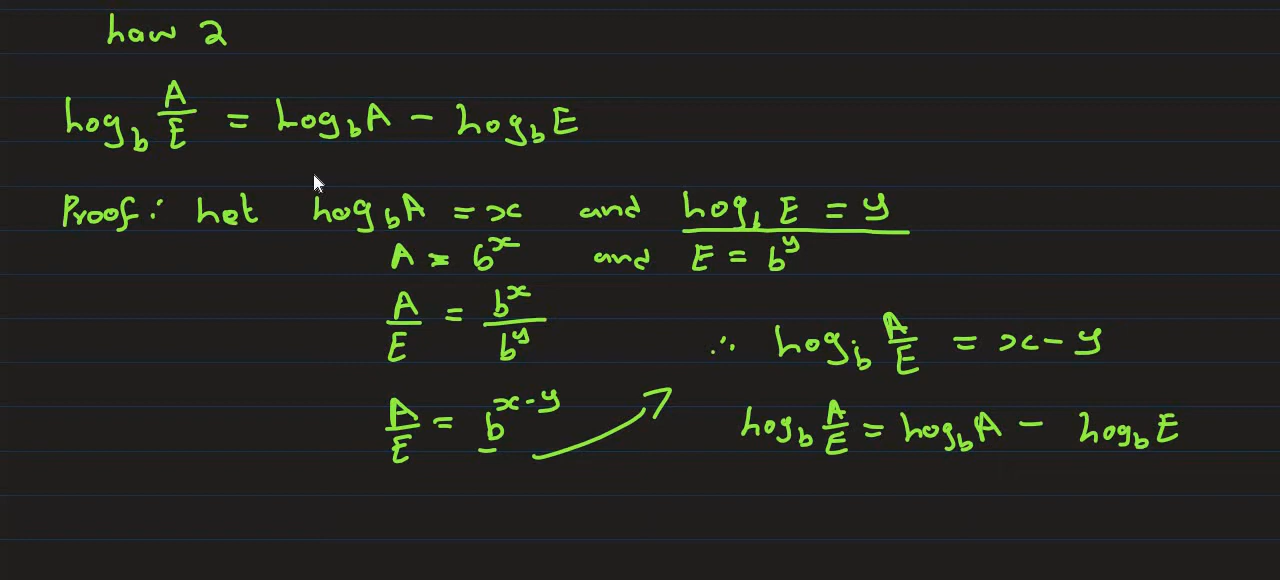 Law 2
Log_b A/E = Log_b A - Log_b E
Proof: Let Log_b A = x and Log_b E = y
A = b^x and E = b^y
A/E = b^x/b^y
∴ Log_b A/E = x - y
A/E = b^(x-y)
Log_b A/E = Log_b A - Log_b E